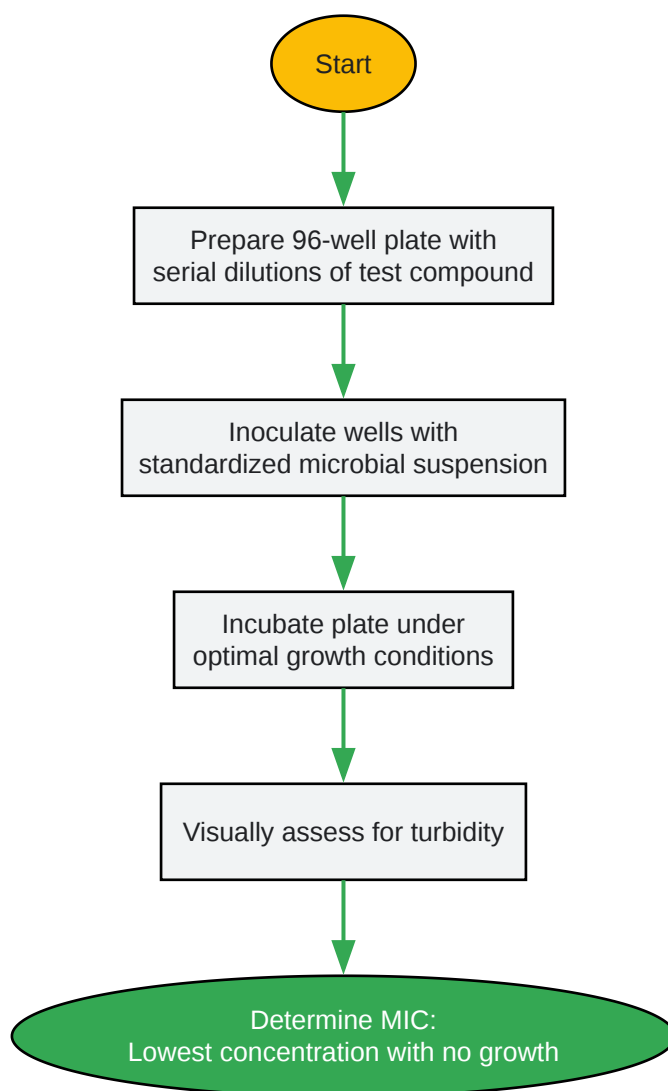 Start
Prepare 96-well plate with
serial dilutions of test compound
Inoculate wells with
standardized microbial suspension
Incubate plate under
optimal growth conditions
Visually assess for turbidity
Determine MIC:
Lowest concentration with no growth